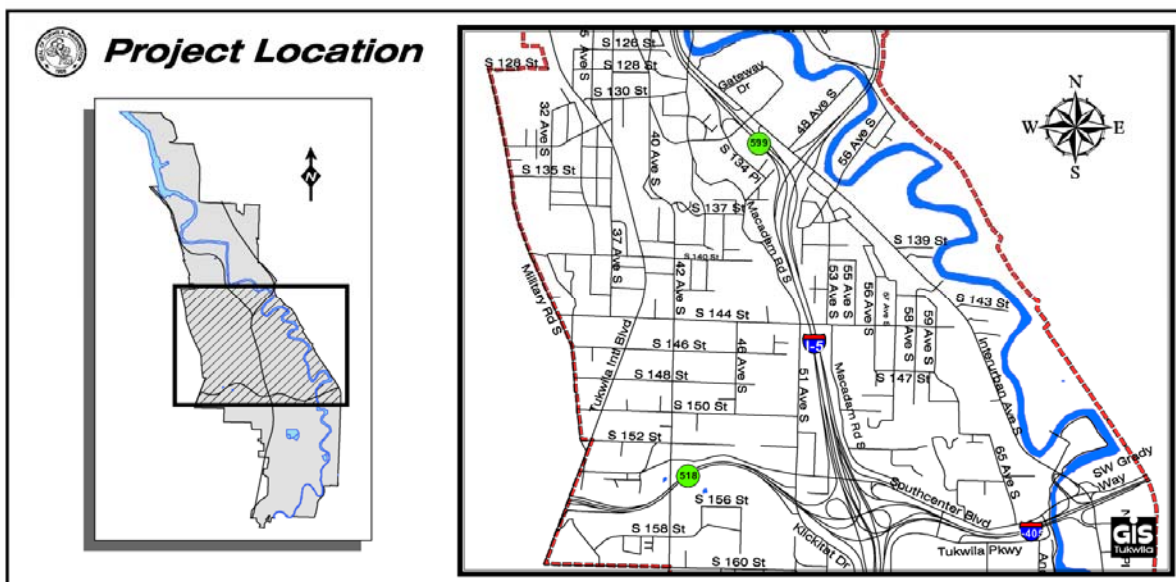 Project Location
N
S 126 St
S 128 St
S 128 St
S 130 St
Gateway Dr
48 Ave S
56 Ave S
32 Ave S
40 Ave S
599
S 134 Pl
S 135 St
S 137 St
Macadam Rd S
S 139 St
37 Ave S
42 Ave S
S 140 St
Military Rd S
Tukwila Intl Blvd
53 Ave S
55 Ave S
56 Ave S
57 Ave S
58 Ave S
59 Ave S
S 143 St
S 144 St
Interurban Ave S
I-5
S 146 St
46 Ave S
S 147 St
S 148 St
51 Ave S
Macadam Rd S
S 150 St
S 152 St
65 Ave S
SW Grady Way
518
S 156 St
Southcenter Blvd
S 158 St
Klickitat Dr
Tukwila Pkwy
S 160 St
-405
N
W
E
S
GIS
Tukwila